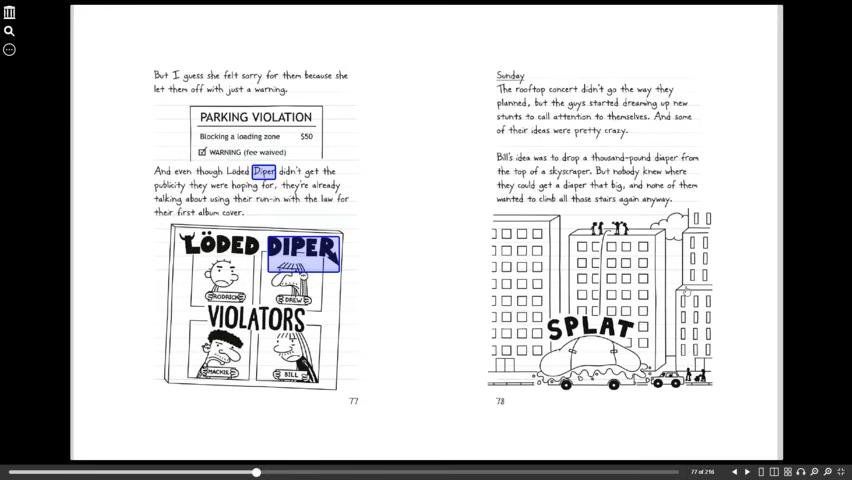 But I guess she felt sorry for them because she
let them off with just a warning.
PARKING VIOLATION
Blocking a loading zone $50
WARNING (fee waived)
And even though Löded Diper didn't get the
publicity they were hoping for, they're already
talking about using their run-in with the law for
their first album cover.
LÖDED DIPER
RODRICK
DREW
VIOLATORS
MACKIE
BILL
77
Sunday
The rooftop concert didn't go the way they
planned, but the guys started dreaming up new
stunts to call attention to themselves. And some
of their ideas were pretty crazy.
Bill's idea was to drop a thousand-pound diaper from
the top of a skyscraper. But nobody knew where
they could get a diaper that big, and none of them
wanted to climb all those stairs again anyway.
SPLAT
78
77 of 216